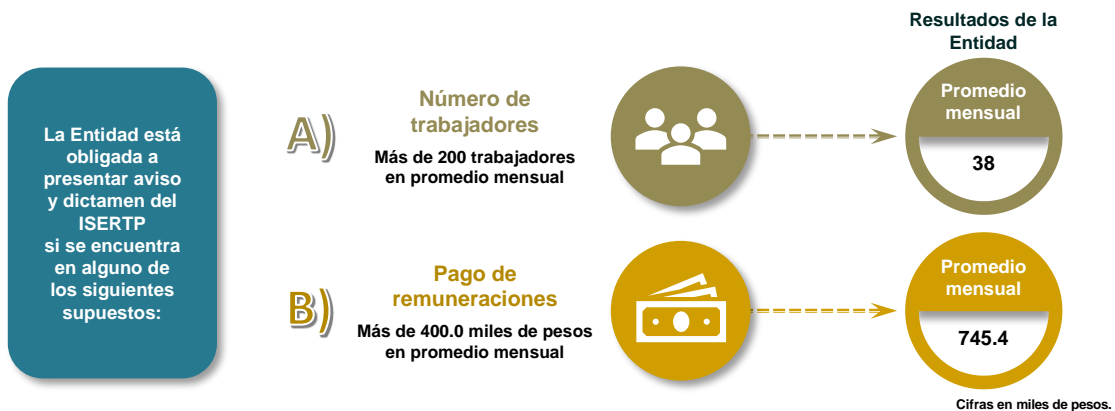 La Entidad está
obligada a
presentar aviso
y dictamen del
ISERTP
si se encuentra
en alguno de
los siguientes
supuestos:
A)
Número de
trabajadores
Más de 200 trabajadores
en promedio mensual
Resultados de la
Entidad
Promedio
mensual
38
B)
Pago de
remuneraciones
Más de 400.0 miles de pesos
en promedio mensual
Promedio
mensual
745.4
Cifras en miles de pesos.